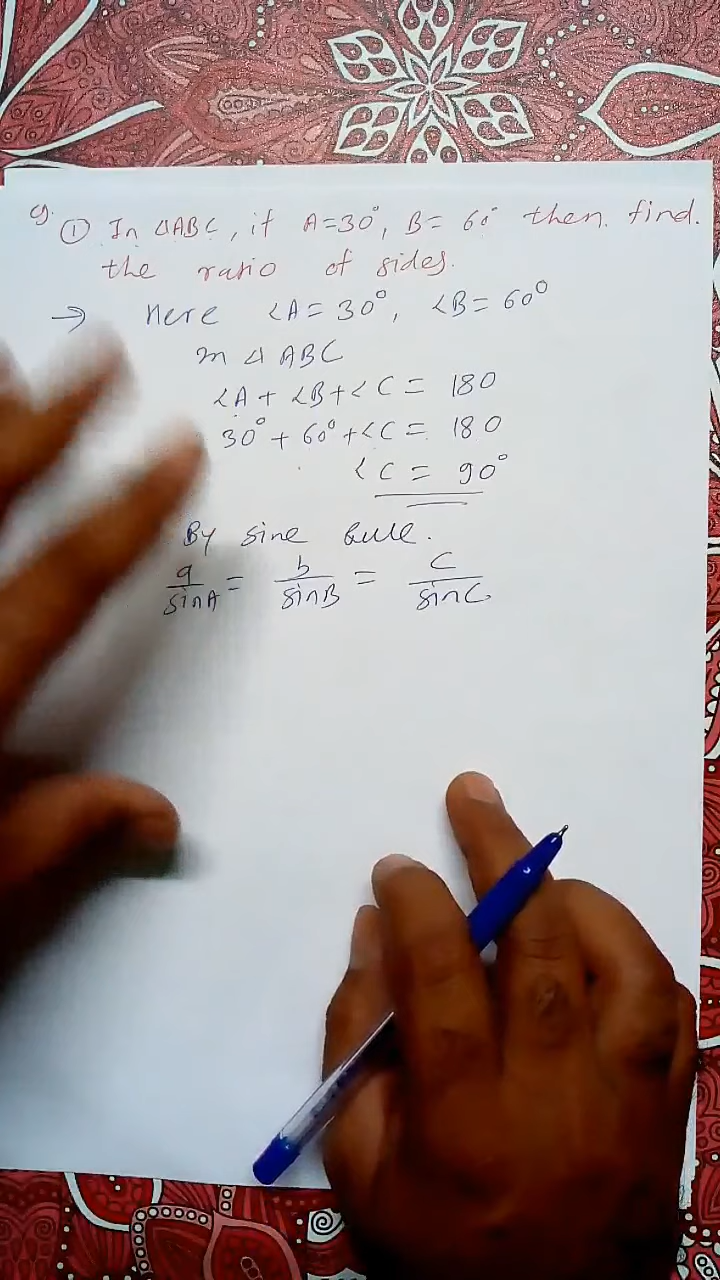 9. ① In △ABC, if A=30°, B= 60° then find.
the ratio of sides.
→ Here ∠A = 30°, ∠B = 60°
In △ ABC
∠A + ∠B + ∠C = 180
30° + 60° + ∠C = 180
∠C = 90°
By sine Rule.
a/sinA = b/sinB = c/sinC